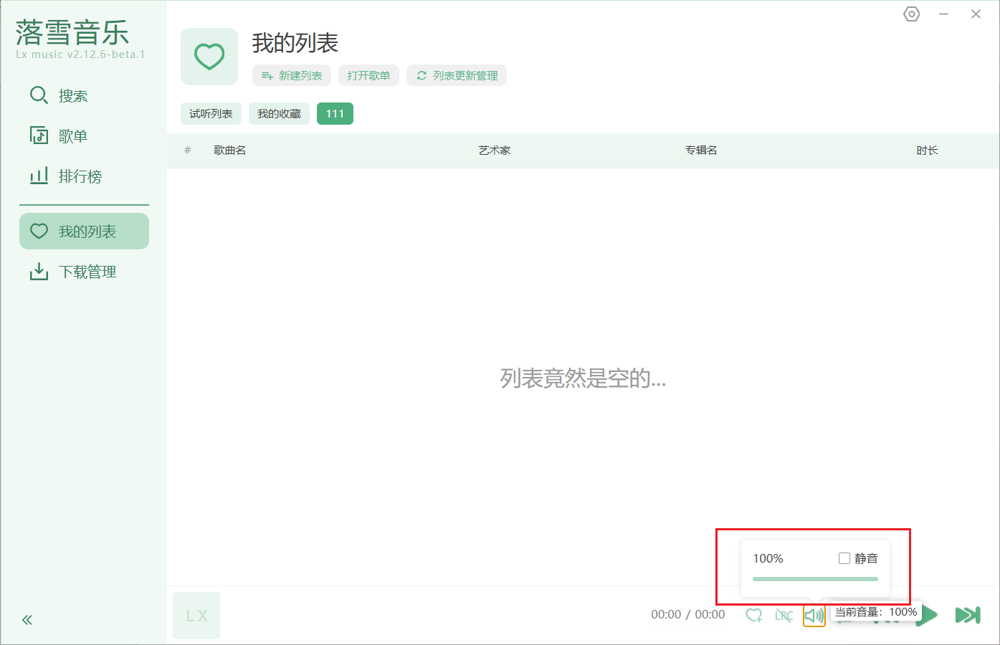 落雪音乐
Lx music v2.12.6-beta.1
搜索
歌单
排行榜
我的列表
下载管理
我的列表
新建列表 打开歌单 列表更新管理
试听列表 我的收藏 111
# 歌曲名 艺术家 专辑名 时长
列表竟然是空的...
100% 静音
L X
00:00 / 00:00
LRC
当前音量：100%